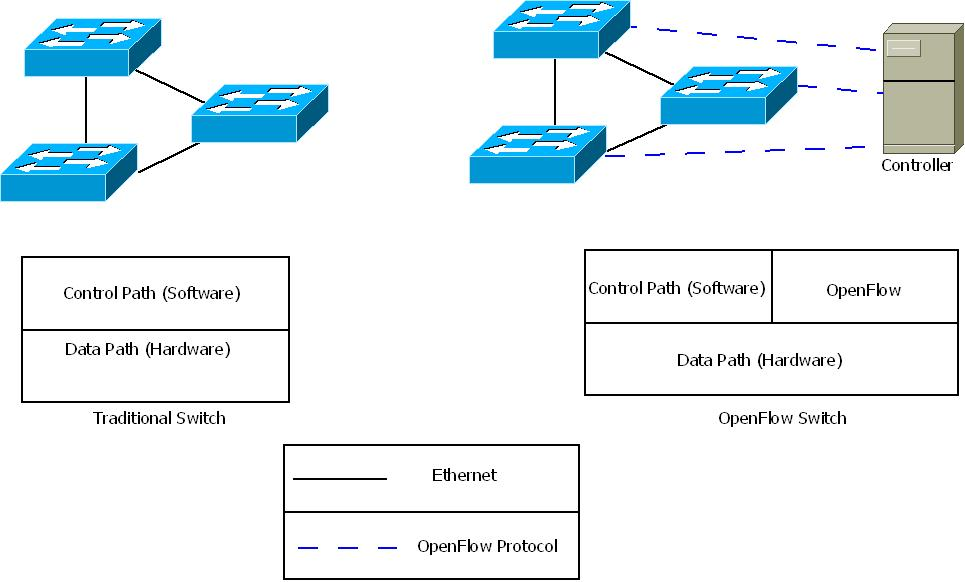 Controller
Control Path (Software)
Data Path (Hardware)
Traditional Switch
Control Path (Software)
OpenFlow
Data Path (Hardware)
OpenFlow Switch
Ethernet
OpenFlow Protocol